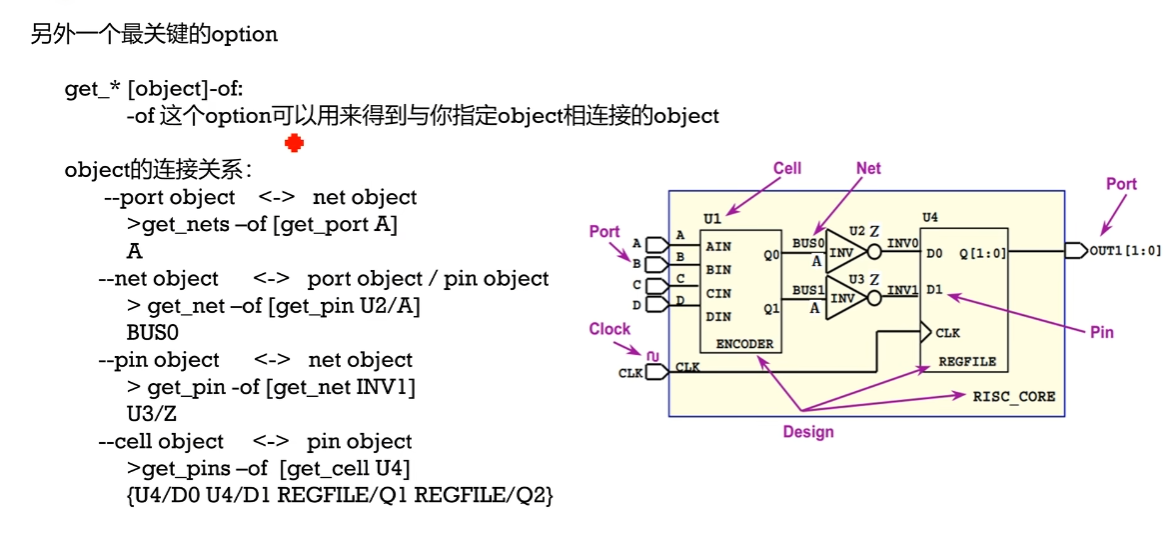 另外一个最关键的option
get_* [object]-of:
-of 这个option可以用来得到与你指定object相连接的object
object的连接关系：
--port object <-> net object
>get_nets –of [get_port A]
A
--net object <-> port object / pin object
> get_net –of [get_pin U2/A]
BUS0
--pin object <-> net object
> get_pin -of [get_net INV1]
U3/Z
--cell object <-> pin object
>get_pins –of [get_cell U4]
{U4/D0 U4/D1 REGFILE/Q1 REGFILE/Q2}
Cell
Net
Port
U1
U2 Z
U4
Port
A
A
AIN
Q0
BUS0
A
INV
INV0
D0
Q[1:0]
OUT1[1:0]
B
B
BIN
C
C
CIN
U3 Z
D
D
DIN
Q1
BUS1
A
INV
INV1
D1
Clock
ENCODER
CLK
Pin
CLK
CLK
REGFILE
RISC_CORE
Design